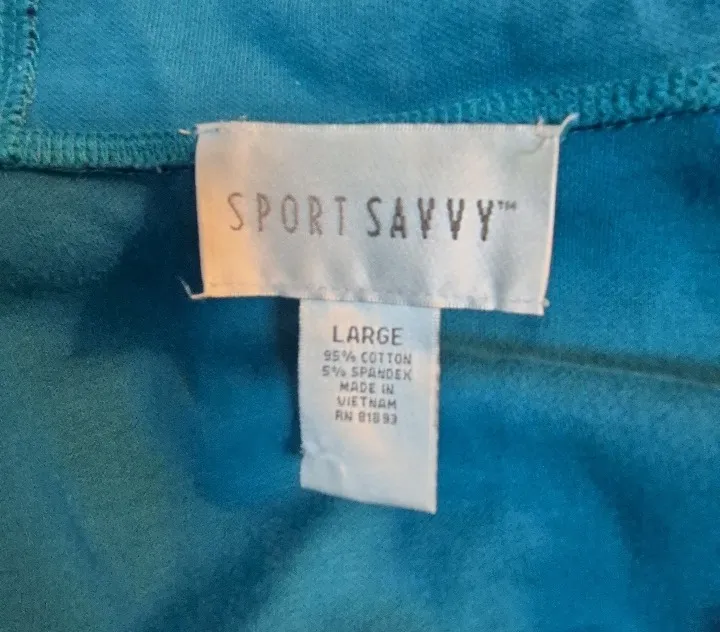 SPORT SAVVY™
LARGE
95% COTTON
5% SPANDEX
MADE IN
VIETNAM
RN 81893